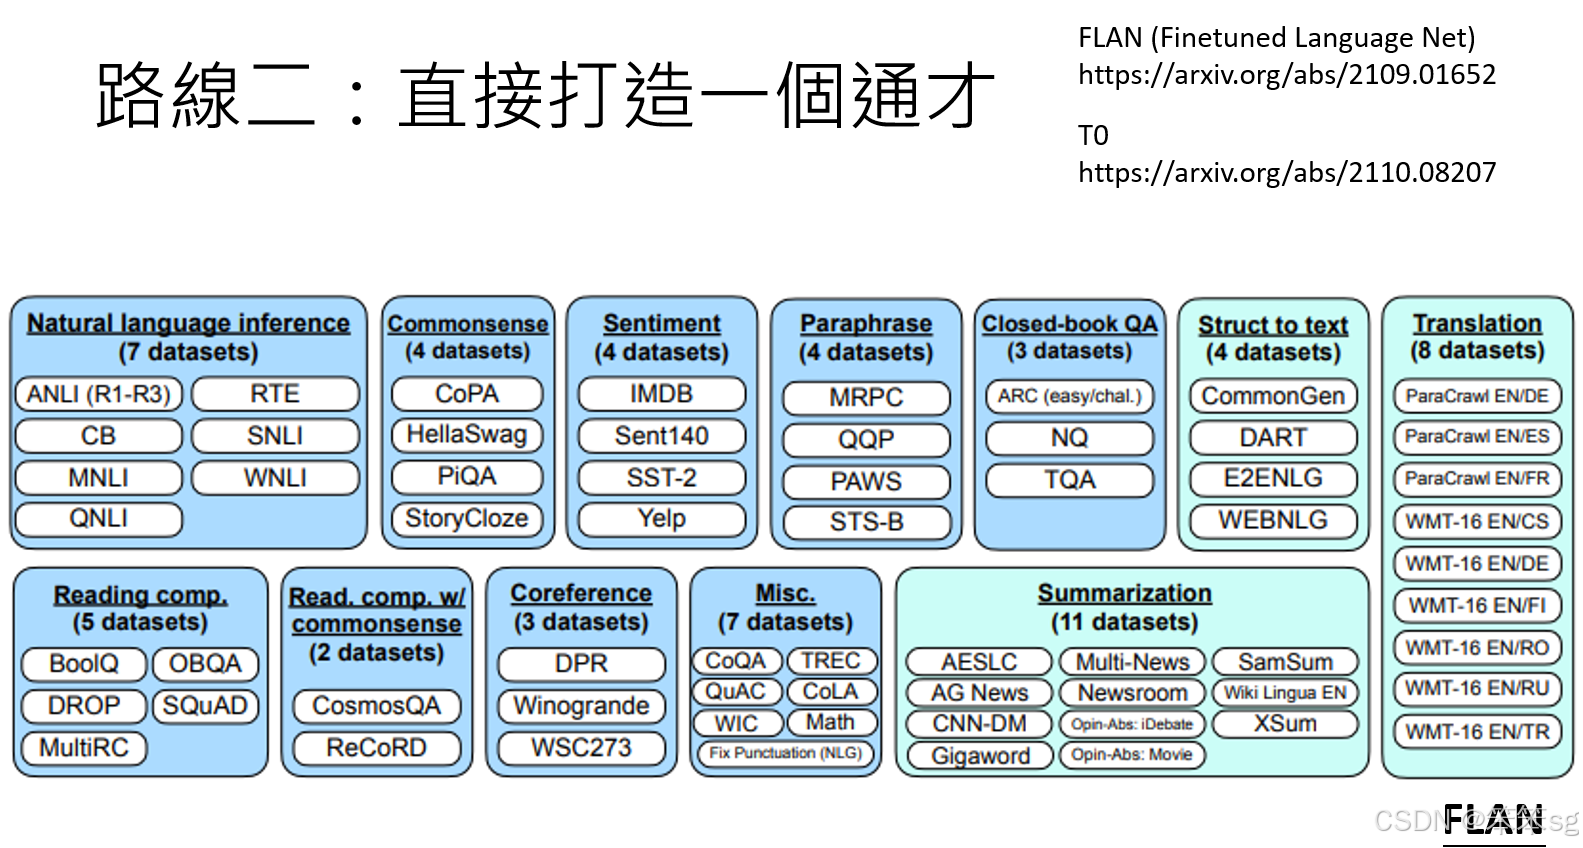 路線二：直接打造一個通才
FLAN (Finetuned Language Net)
https://arxiv.org/abs/2109.01652
T0
https://arxiv.org/abs/2110.08207
Natural language inference
(7 datasets)
ANLI (R1-R3)
RTE
CB
SNLI
MNLI
WNLI
QNLI
Commonsense
(4 datasets)
CoPA
HellaSwag
PiQA
StoryCloze
Sentiment
(4 datasets)
IMDB
Sent140
SST-2
Yelp
Paraphrase
(4 datasets)
MRPC
QQP
PAWS
STS-B
Closed-book QA
(3 datasets)
ARC (easy/chal.)
NQ
TQA
Struct to text
(4 datasets)
CommonGen
DART
E2ENLG
WEBNLG
Translation
(8 datasets)
ParaCrawl EN/DE
ParaCrawl EN/ES
ParaCrawl EN/FR
WMT-16 EN/CS
WMT-16 EN/DE
WMT-16 EN/FI
WMT-16 EN/RO
WMT-16 EN/RU
WMT-16 EN/TR
Reading comp.
(5 datasets)
BoolQ
OBQA
DROP
SQuAD
MultiRC
Read. comp. w/
commonsense
(2 datasets)
CosmosQA
ReCoRD
Coreference
(3 datasets)
DPR
Winogrande
WSC273
Misc.
(7 datasets)
CoQA
TREC
QuAC
CoLA
WIC
Math
Fix Punctuation (NLG)
Summarization
(11 datasets)
AESLC
Multi-News
SamSum
AG News
Newsroom
Wiki Lingua EN
CNN-DM
Opin-Abs: iDebate
XSum
Gigaword
Opin-Abs: Movie
FLAN
CSDN @笨笨sg